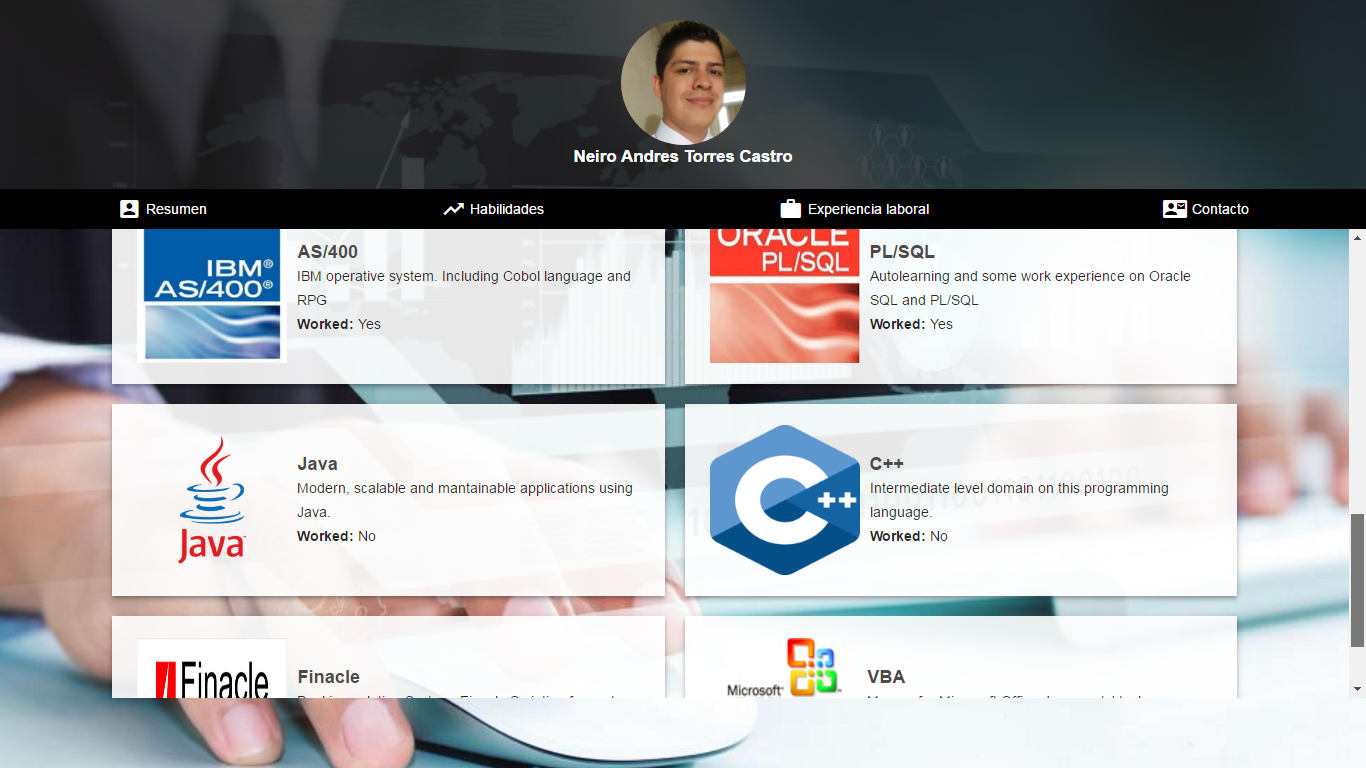 Neiro Andres Torres Castro
Resumen
Habilidades
Experiencia laboral
Contacto
IBM®
AS/400®
AS/400
IBM operative system. Including Cobol language and
RPG
Worked: Yes
ORACLE
PL/SQL
PL/SQL
Autolearning and some work experience on Oracle
SQL and PL/SQL
Worked: Yes
Java
Java
Modern, scalable and mantainable applications using
Java.
Worked: No
C++
C++
Intermediate level domain on this programming
language.
Worked: No
Finacle
Finacle
Microsoft
VBA